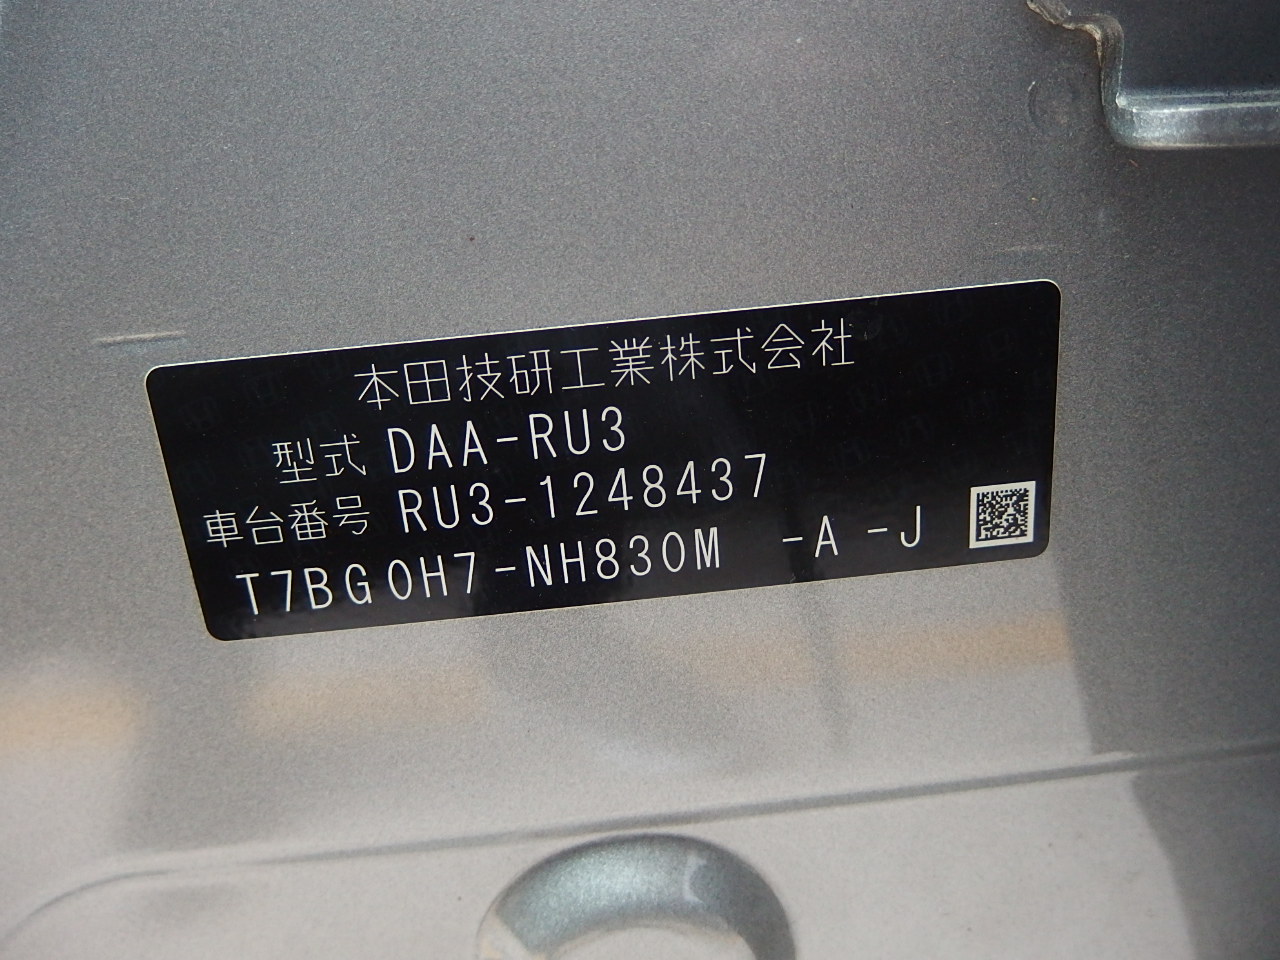 本田技研工業株式会社
型式 DAA-RU3
車台番号 RU3-1248437
T7BG0H7-NH830M -A -J